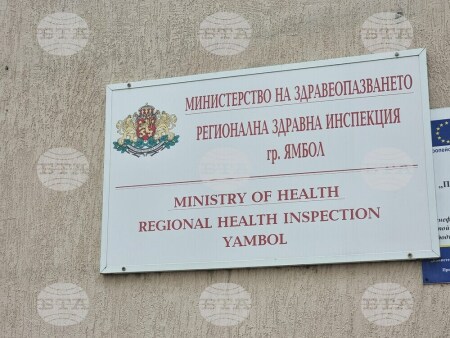 МИНИСТЕРСТВО НА ЗДРАВЕОПАЗВАНЕТО
РЕГИОНАЛНА ЗДРАВНА ИНСПЕКЦИЯ
гр. ЯМБОЛ
MINISTRY OF HEALTH
REGIONAL HEALTH INSPECTION
YAMBOL